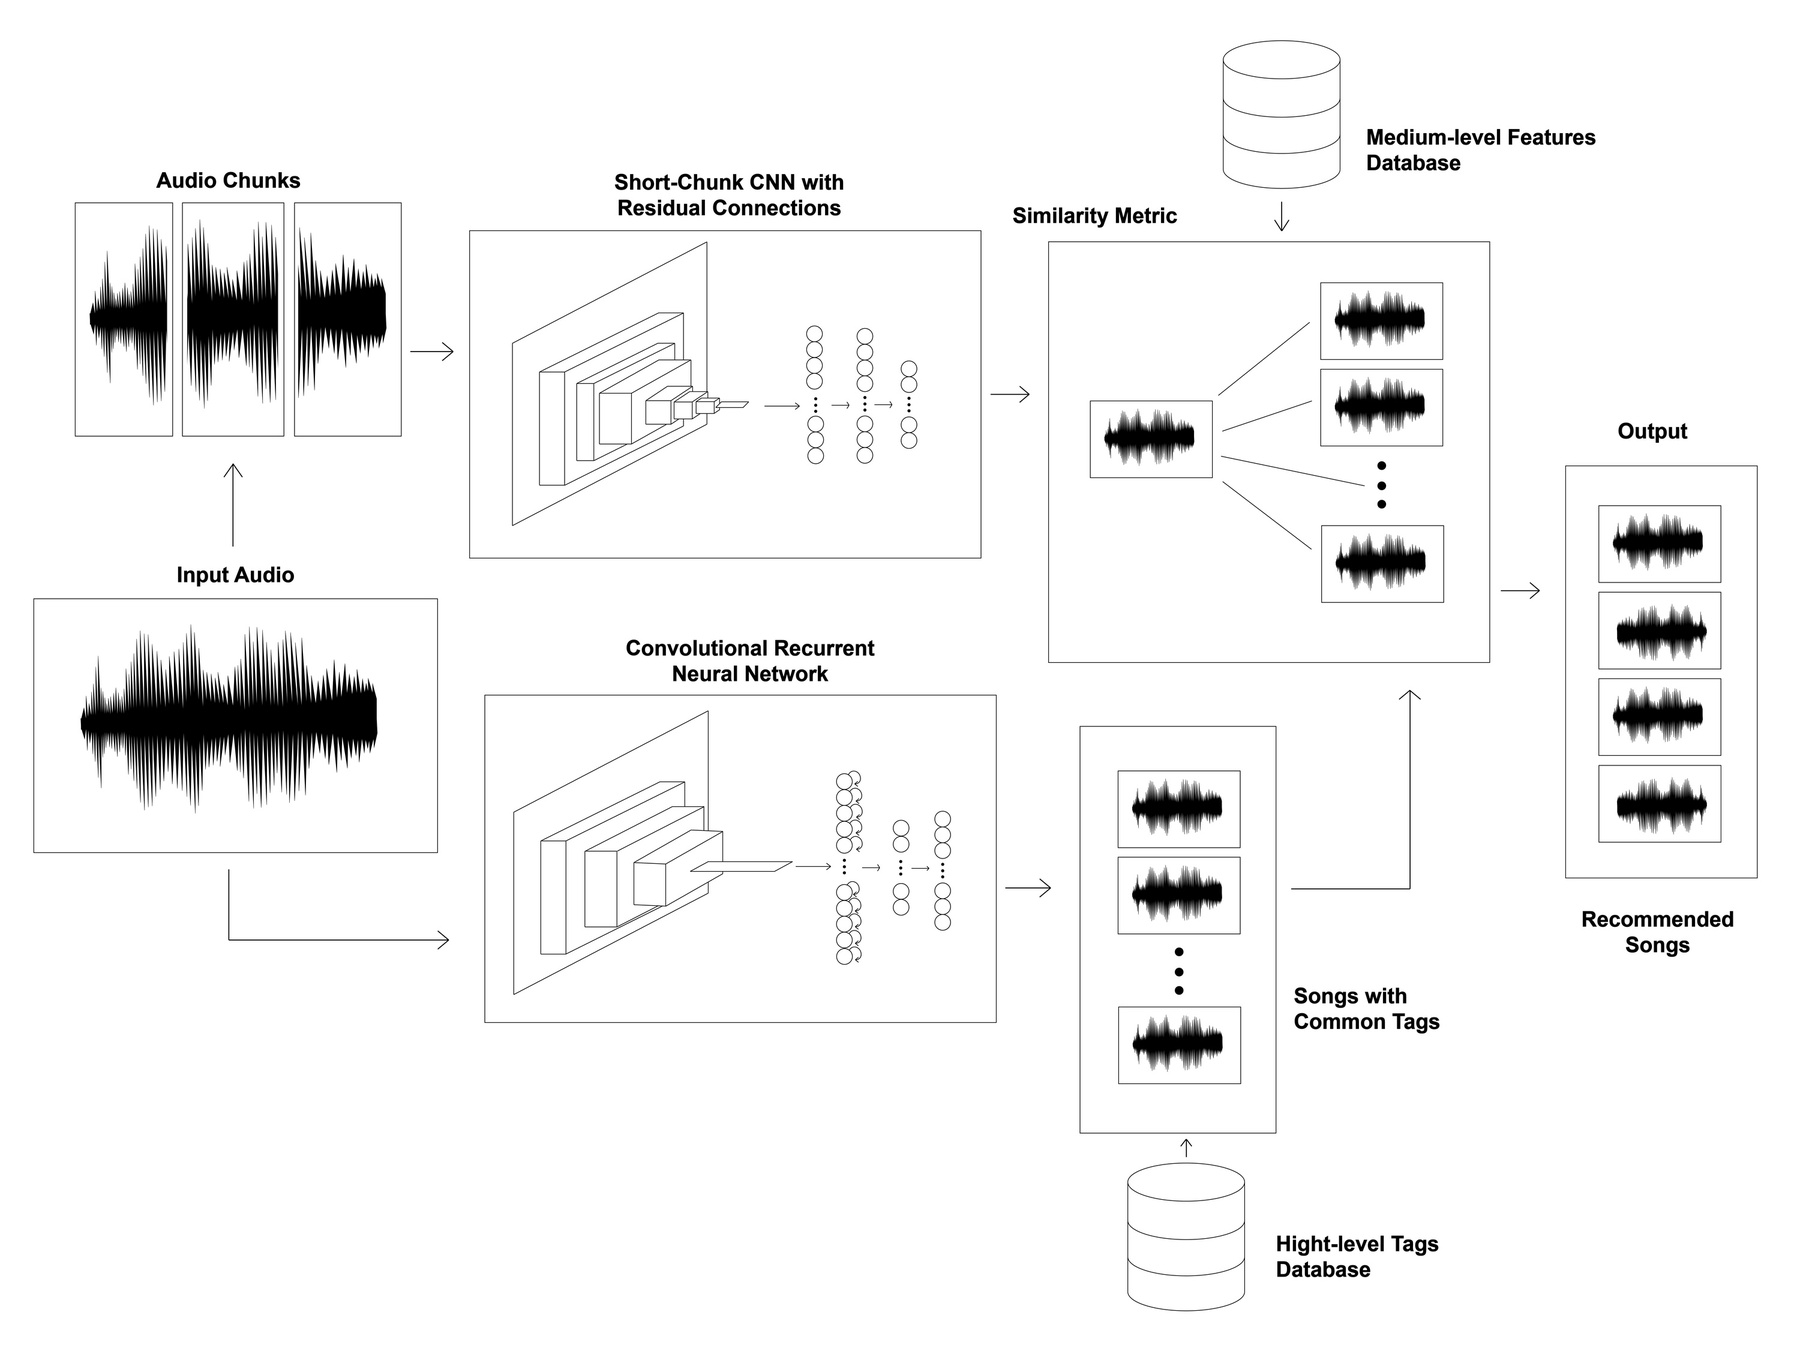 Medium-level Features
Database
Audio Chunks
Short-Chunk CNN with
Residual Connections
Similarity Metric
Output
Input Audio
Convolutional Recurrent
Neural Network
Recommended
Songs
Songs with
Common Tags
Hight-level Tags
Database